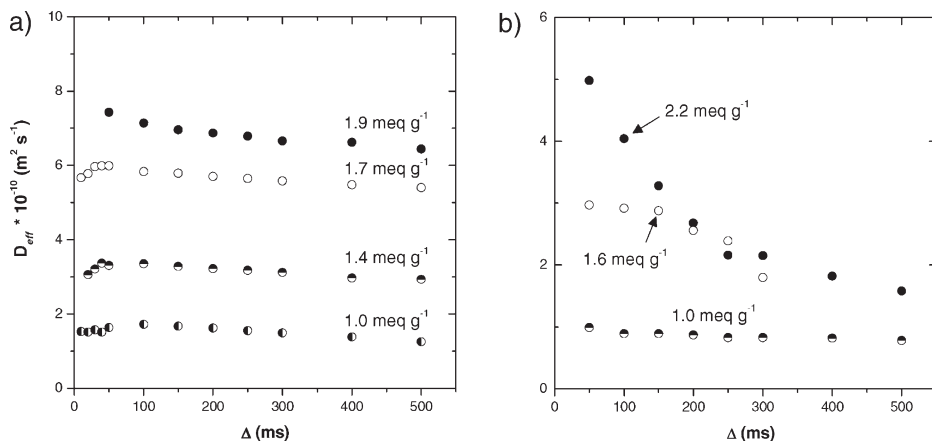 a)
10
8
6
4
2
0
D_eff * 10^-10 (m^2 s^-1)
1.9 meq g^-1
1.7 meq g^-1
1.4 meq g^-1
1.0 meq g^-1
0 100 200 300 400 500
Δ (ms)
b)
6
4
2
0
2.2 meq g^-1
1.6 meq g^-1
1.0 meq g^-1
0 100 200 300 400 500
Δ (ms)